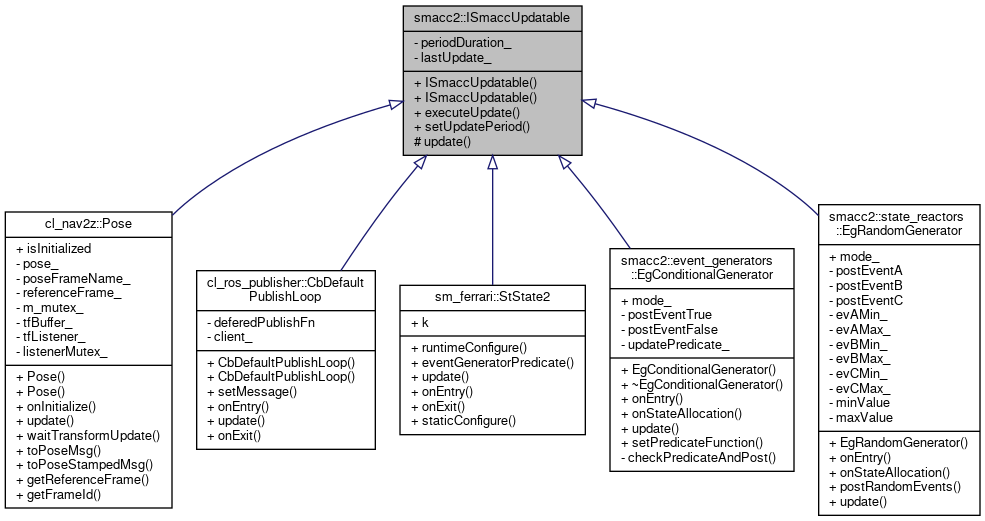 smacc2::ISmaccUpdatable
- periodDuration_
- lastUpdate_
+ ISmaccUpdatable()
+ ISmaccUpdatable()
+ executeUpdate()
+ setUpdatePeriod()
# update()
cl_nav2z::Pose
+ isInitialized
- pose_
- poseFrameName_
- referenceFrame_
- m_mutex_
- tfBuffer_
- tfListener_
- listenerMutex_
+ Pose()
+ Pose()
+ onInitialize()
+ update()
+ waitTransformUpdate()
+ toPoseMsg()
+ toPoseStampedMsg()
+ getReferenceFrame()
+ getFrameId()
cl_ros_publisher::CbDefault
PublishLoop
- deferedPublishFn
- client_
+ CbDefaultPublishLoop()
+ CbDefaultPublishLoop()
+ setMessage()
+ onEntry()
+ update()
+ onExit()
sm_ferrari::StState2
+ k
+ runtimeConfigure()
+ eventGeneratorPredicate()
+ update()
+ onEntry()
+ onExit()
+ staticConfigure()
smacc2::event_generators
::EgConditionalGenerator
+ mode_
- postEventTrue
- postEventFalse
- updatePredicate_
+ EgConditionalGenerator()
+ ~EgConditionalGenerator()
+ onEntry()
+ onStateAllocation()
+ update()
+ setPredicateFunction()
- checkPredicateAndPost()
smacc2::state_reactors
::EgRandomGenerator
+ mode_
- postEventA
- postEventB
- postEventC
- evAMin_
- evAMax_
- evBMin_
- evBMax_
- evCMin_
- evCMax_
- minValue
- maxValue
+ EgRandomGenerator()
+ onEntry()
+ onStateAllocation()
+ postRandomEvents()
+ update()